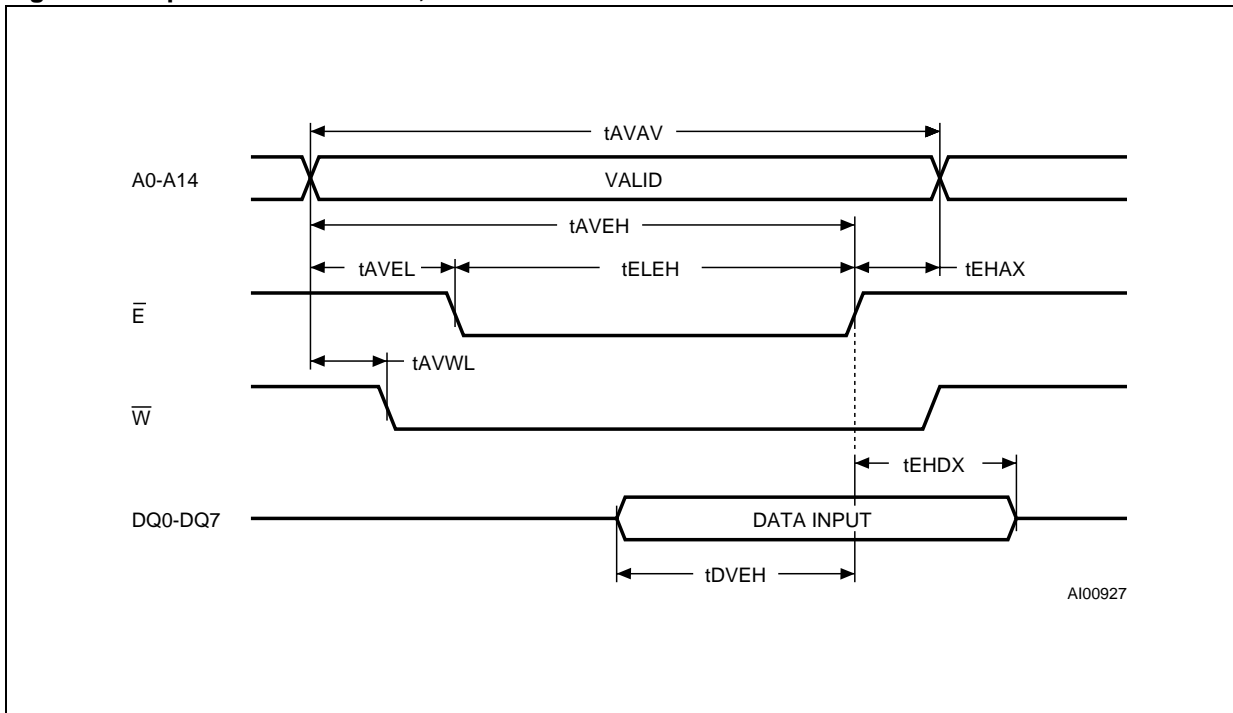 tAVAV
A0-A14
VALID
tAVEH
tAVEL
tELEH
tEHAX
E̅
tAVWL
W̅
tEHDX
DQ0-DQ7
DATA INPUT
tDVEH
AI00927